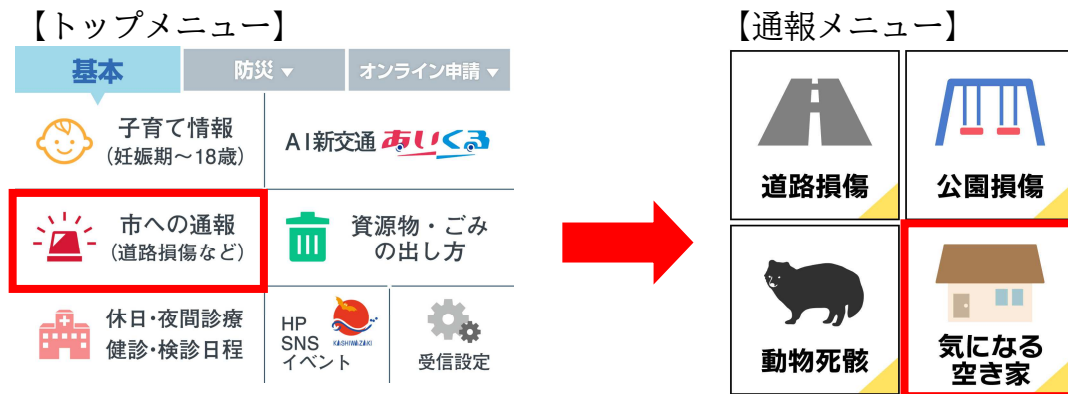 【トップメニュー】
基本
防災 ▼
オンライン申請 ▼
子育て情報
(妊娠期~18歳)
AI新交通 あいくる
市への通報
(道路損傷など)
資源物・ごみ
の出し方
休日・夜間診療
健診・検診日程
HP
SNS
イベント
KASHIWAZAKI
受信設定
【通報メニュー】
道路損傷
公園損傷
動物死骸
気になる
空き家